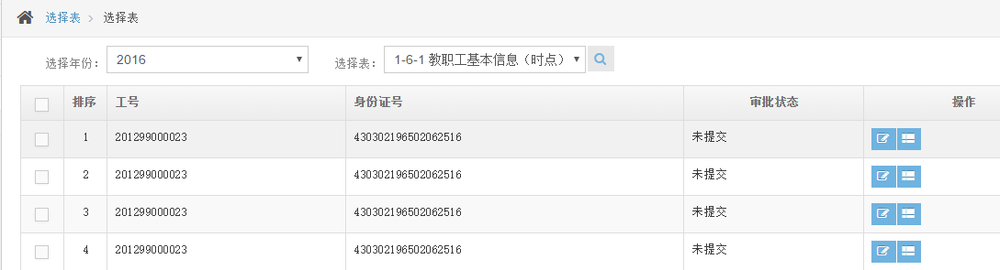 选择表 > 选择表
选择年份： 2016 选择表： 1-6-1 教职工基本信息（时点）
排序 工号 身份证号 审批状态 操作
1 201299000023 430302196502062516 未提交
2 201299000023 430302196502062516 未提交
3 201299000023 430302196502062516 未提交
4 201299000023 430302196502062516 未提交